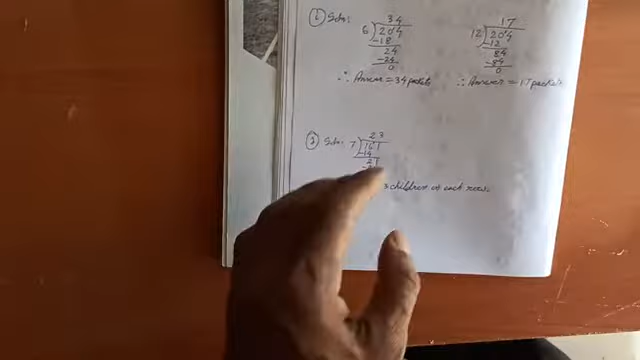 ① Soln: 34
6)204
-18
24
-24
0
∴ Answer = 34 packets
17
12)204
-12
84
-84
0
∴ Answer = 17 packets
② Soln: 23
7)161
-14
21
children at each row.